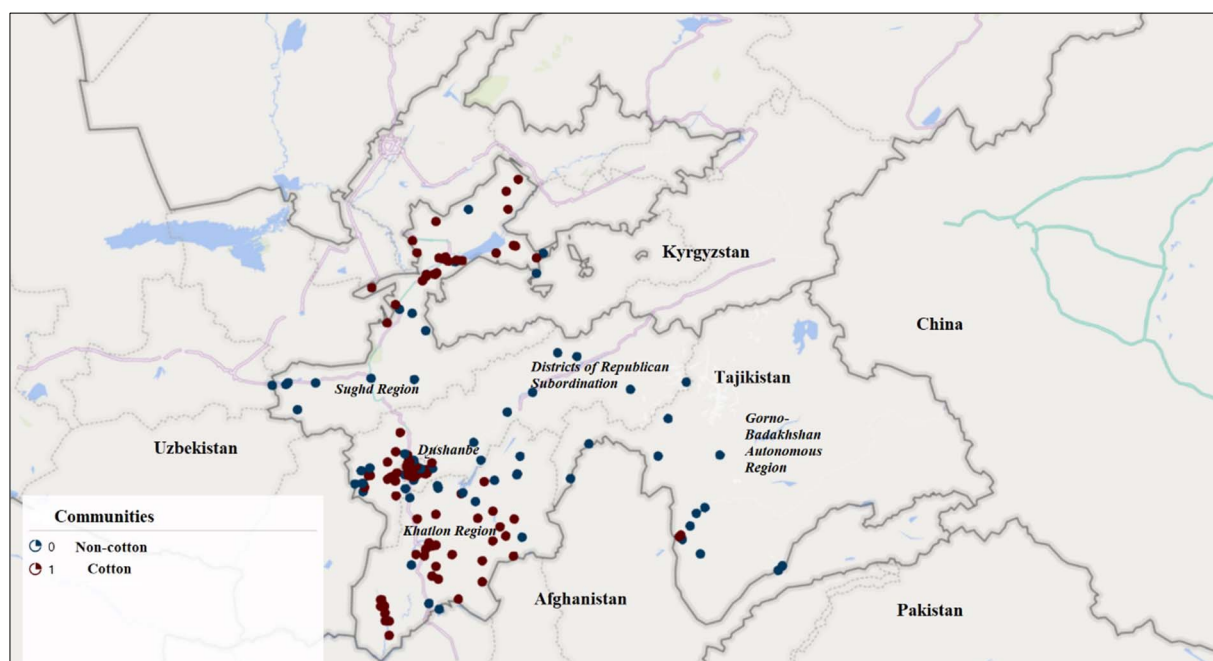 Kyrgyzstan
China
Districts of Republican
Subordination
Tajikistan
Sughd Region
Gorno-
Badakhshan
Autonomous
Region
Uzbekistan
Dushanbe
Khatlon Region
Communities
0 Non-cotton
1 Cotton
Afghanistan
Pakistan